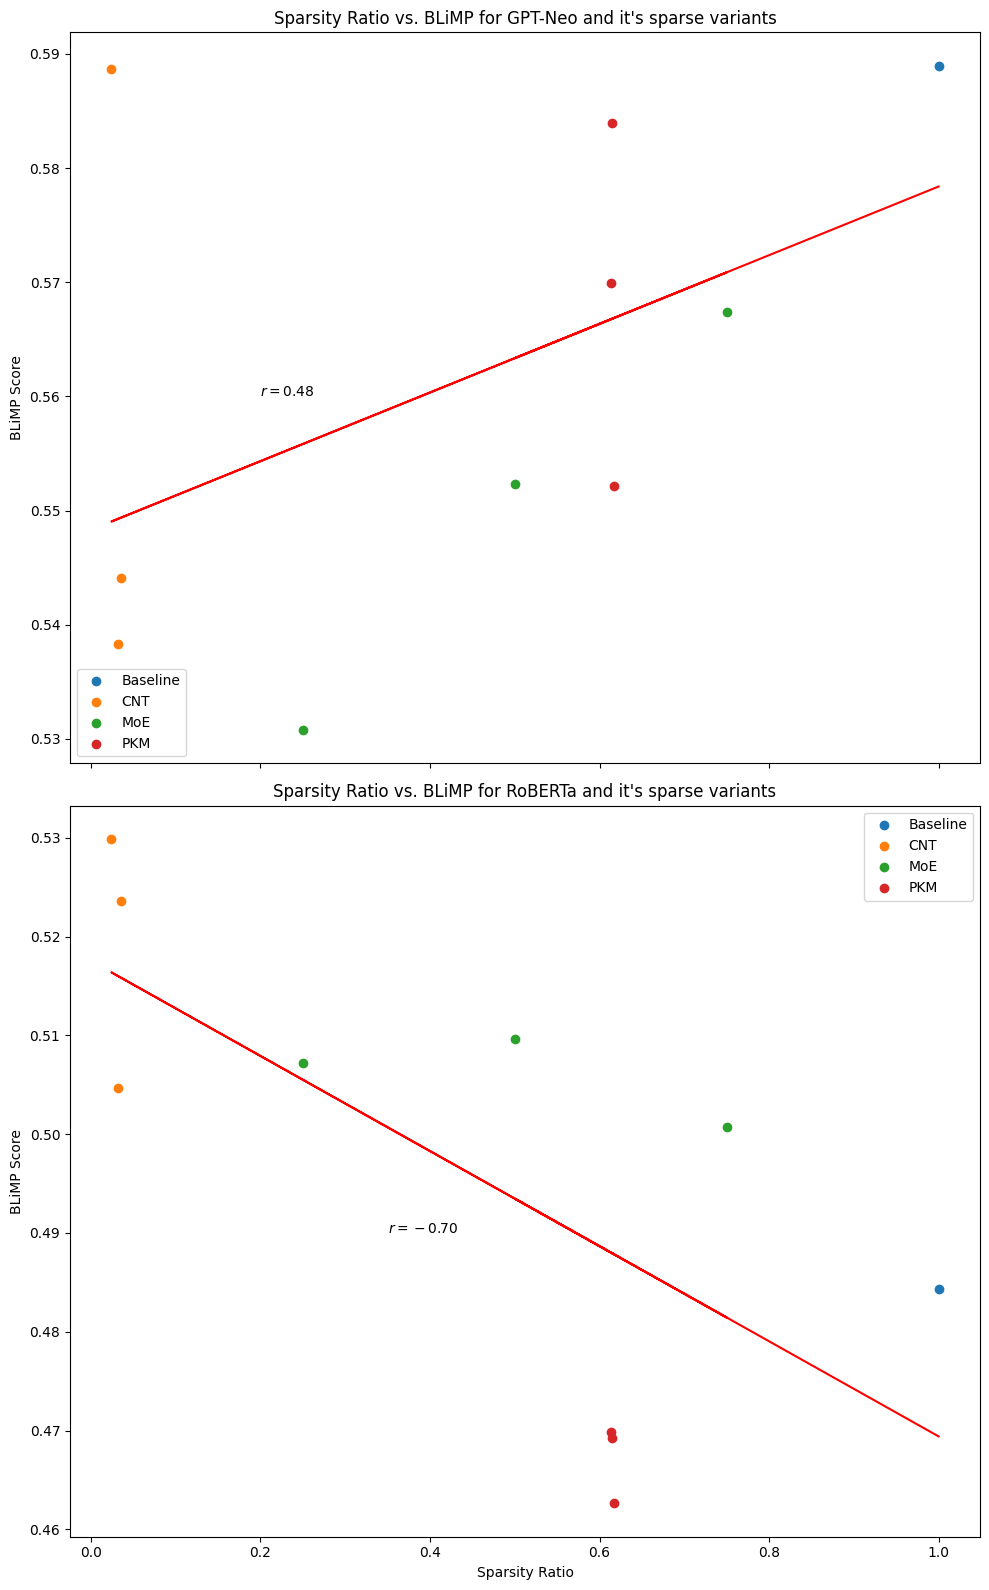 Sparsity Ratio vs. BLiMP for GPT-Neo and it's sparse variants
0.59
0.58
0.57
0.56
0.55
0.54
0.53
BLiMP Score
r = 0.48
Baseline
CNT
MoE
PKM
Sparsity Ratio vs. BLiMP for RoBERTa and it's sparse variants
0.53
0.52
0.51
0.50
0.49
0.48
0.47
0.46
BLiMP Score
Baseline
CNT
MoE
PKM
r = −0.70
0.0 0.2 0.4 0.6 0.8 1.0
Sparsity Ratio